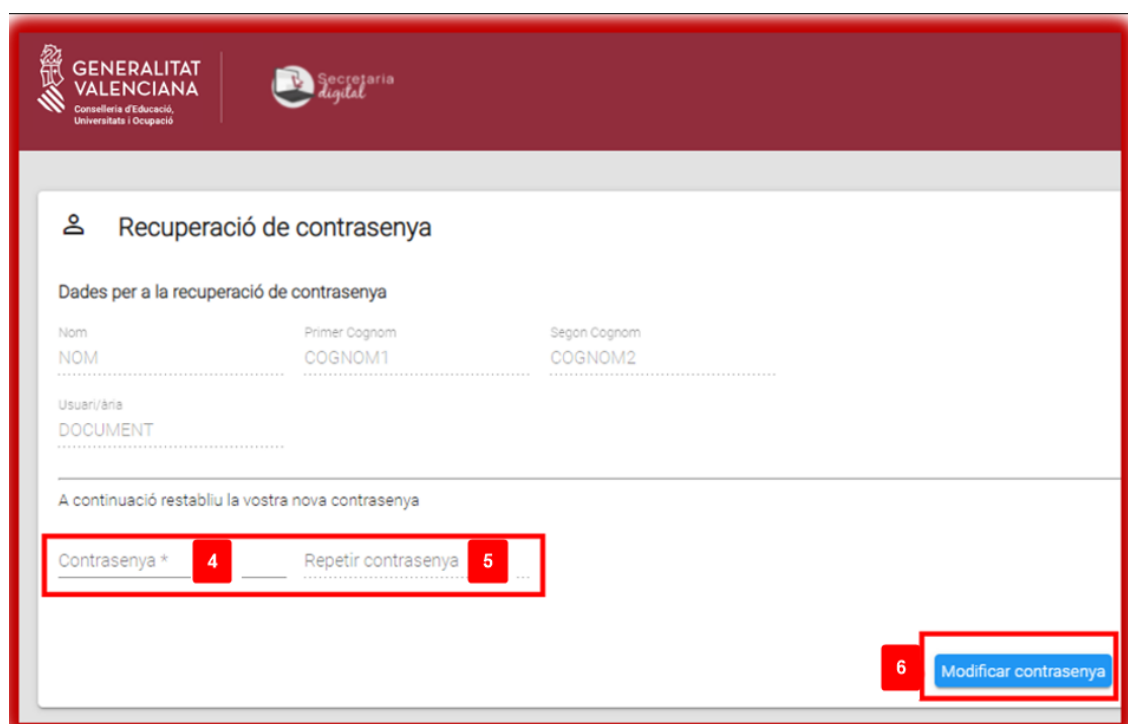 GENERALITAT
VALENCIANA
Conselleria d'Educació,
Universitats i Ocupació
Secretaria
digital
Recuperació de contrasenya
Dades per a la recuperació de contrasenya
Nom Primer Cognom Segon Cognom
NOM COGNOM1 COGNOM2
Usuari/ària
DOCUMENT
A continuació restabliu la vostra nova contrasenya
Contrasenya * 4 Repetir contrasenya 5
6 Modificar contrasenya